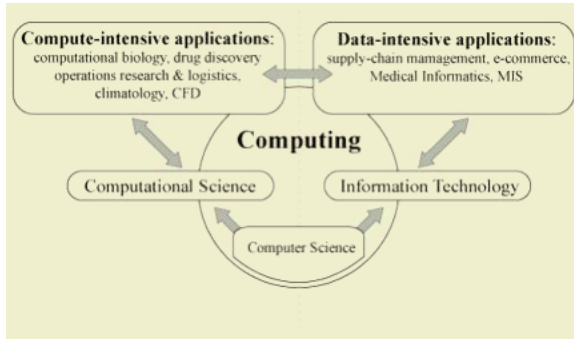 Compute-intensive applications:
computational biology, drug discovery
operations research & logistics,
climatology, CFD
Data-intensive applications:
supply-chain management, e-commerce,
Medical Informatics, MIS
Computing
Computational Science
Information Technology
Computer Science